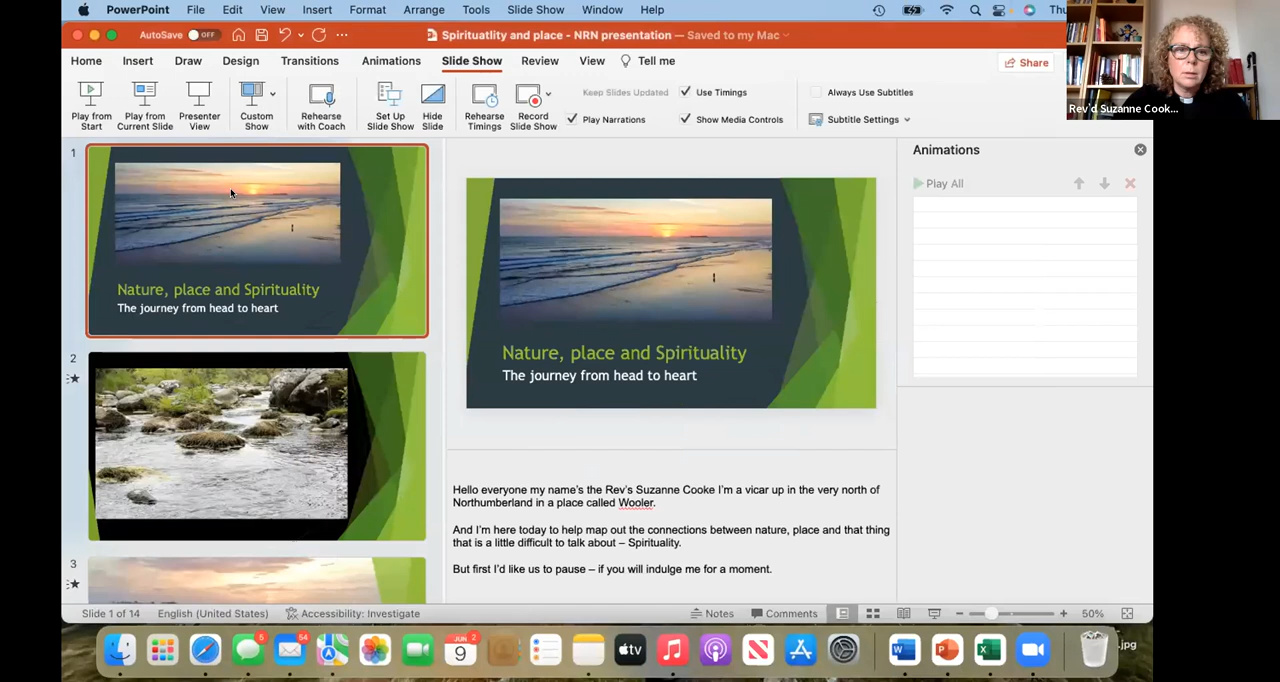 PowerPoint File Edit View Insert Format Arrange Tools Slide Show Window Help Thu
AutoSave OFF Spirituatlity and place - NRN presentation — Saved to my Mac
Home Insert Draw Design Transitions Animations Slide Show Review View Tell me Share
Play from Start
Play from Current Slide
Presenter View
Custom Show
Rehearse with Coach
Set Up Slide Show
Hide Slide
Rehearse Timings
Record Slide Show
Keep Slides Updated
Use Timings
Play Narrations
Show Media Controls
Always Use Subtitles
Subtitle Settings
Rev'd Suzanne Cook...
1
Nature, place and Spirituality
The journey from head to heart
2
3
Nature, place and Spirituality
The journey from head to heart
Hello everyone my name's the Rev's Suzanne Cooke I'm a vicar up in the very north of
Northumberland in a place called Wooler.
And I'm here today to help map out the connections between nature, place and that thing
that is a little difficult to talk about – Spirituality.
But first I'd like us to pause – if you will indulge me for a moment.
Animations
Play All
Slide 1 of 14 English (United States) Accessibility: Investigate Notes Comments 50%
5
54
JUN
2
9
tv
.jpg